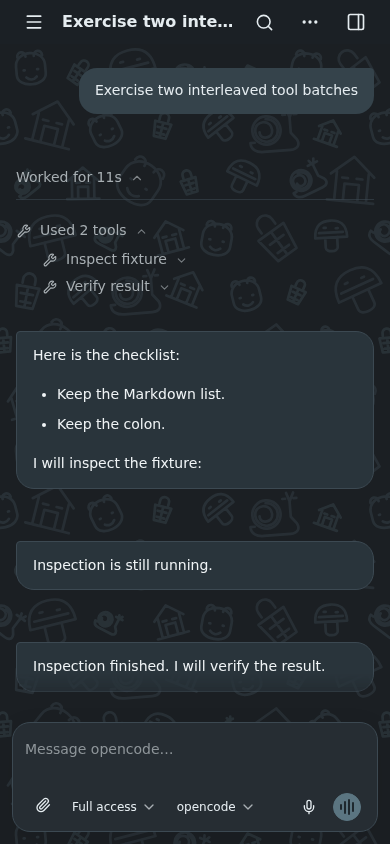 Exercise two inte...
Exercise two interleaved tool batches
Worked for 11s
Used 2 tools
Inspect fixture
Verify result
Here is the checklist:
• Keep the Markdown list.
• Keep the colon.
I will inspect the fixture:
Inspection is still running.
Inspection finished. I will verify the result.
Message opencode...
Full access
opencode